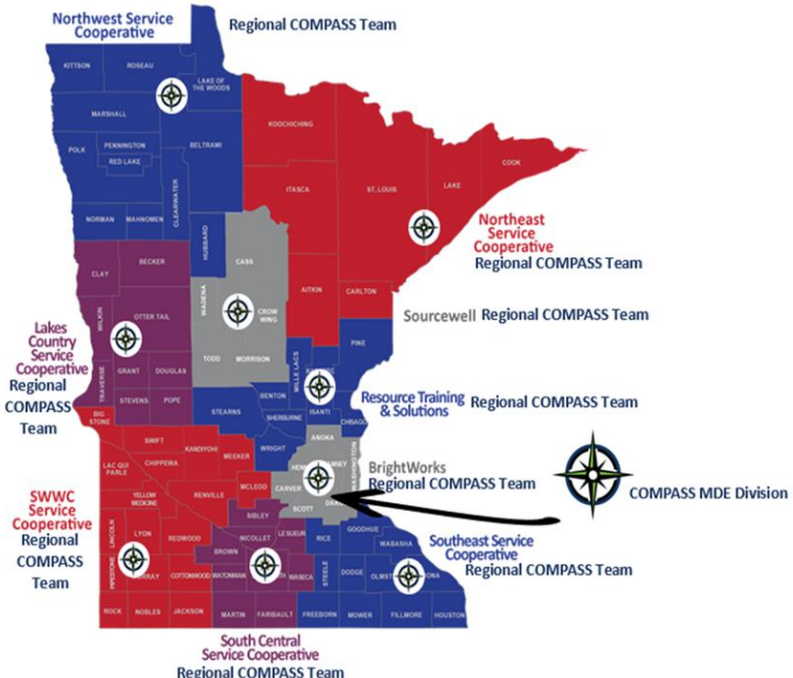 Northwest Service
Cooperative
Regional COMPASS Team
KITTSON
ROSEAU
LAKE OF
THE WOODS
MARSHALL
POLK
PENNINGTON
RED LAKE
BELTRAMI
CLEARWATER
NORMAN
MAHNOMEN
HUBBARD
KOOCHICHING
ITASCA
ST. LOUIS
LAKE
COOK
AITKIN
CARLTON
Northeast
Service
Cooperative
Regional COMPASS Team
CLAY
BECKER
WILKIN
OTTER TAIL
TRAVERSE
GRANT
DOUGLAS
STEVENS
POPE
Lakes
Country
Service
Cooperative
Regional
COMPASS
Team
CASS
WADENA
CROW
WING
TODD
MORRISON
Sourcewell
Regional COMPASS Team
PINE
MILLE LACS
BENTON
ISANTI
STEARNS
SHERBURNE
CHISAGO
WRIGHT
Resource Training
& Solutions
Regional COMPASS Team
ANOKA
WASHINGTON
CARVER
SCOTT
BrightWorks
Regional COMPASS Team
COMPASS MDE Division
BIG
STONE
SWIFT
CHIPPEWA
KANDIYOHI
MEEKER
LAC QUI
PARLE
YELLOW
MEDICINE
RENVILLE
MCLEOD
LINCOLN
LYON
REDWOOD
PIPESTONE
COTTONWOOD
ROCK
NOBLES
JACKSON
SWWC
Service
Cooperative
Regional
COMPASS
Team
SIBLEY
NICOLLET
LESUEUR
BROWN
WATONWAN
WASECA
MARTIN
FARIBAULT
South Central
Service Cooperative
Regional COMPASS Team
RICE
GOODHUE
WABASHA
STEELE
DODGE
FREEBORN
MOWER
FILLMORE
HOUSTON
Southeast Service
Cooperative
Regional COMPASS Team